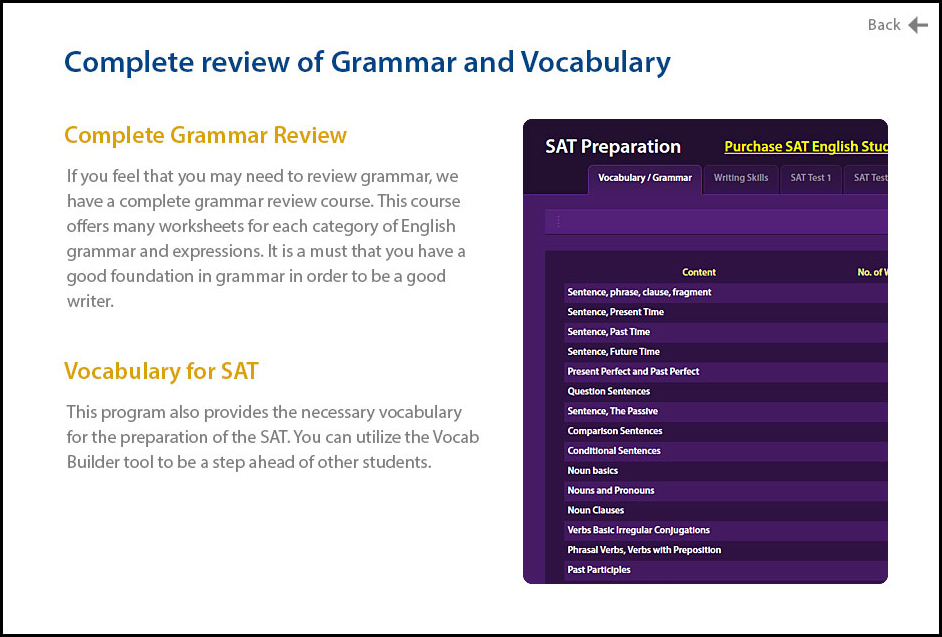 Back
Complete review of Grammar and Vocabulary
Complete Grammar Review
If you feel that you may need to review grammar, we
have a complete grammar review course. This course
offers many worksheets for each category of English
grammar and expressions. It is a must that you have a
good foundation in grammar in order to be a good
writer.
Vocabulary for SAT
This program also provides the necessary vocabulary
for the preparation of the SAT. You can utilize the Vocab
Builder tool to be a step ahead of other students.
SAT Preparation Purchase SAT English Stud
Vocabulary / Grammar Writing Skills SAT Test 1 SAT Test
Content No. of W
Sentence, phrase, clause, fragment
Sentence, Present Time
Sentence, Past Time
Sentence, Future Time
Present Perfect and Past Perfect
Question Sentences
Sentence, The Passive
Comparison Sentences
Conditional Sentences
Noun basics
Nouns and Pronouns
Noun Clauses
Verbs Basic Irregular Conjugations
Phrasal Verbs, Verbs with Preposition
Past Participles